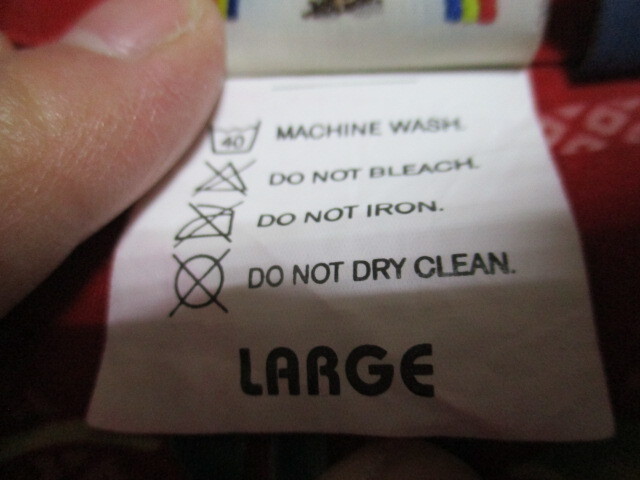 40 MACHINE WASH.
DO NOT BLEACH.
DO NOT IRON.
DO NOT DRY CLEAN.
LARGE